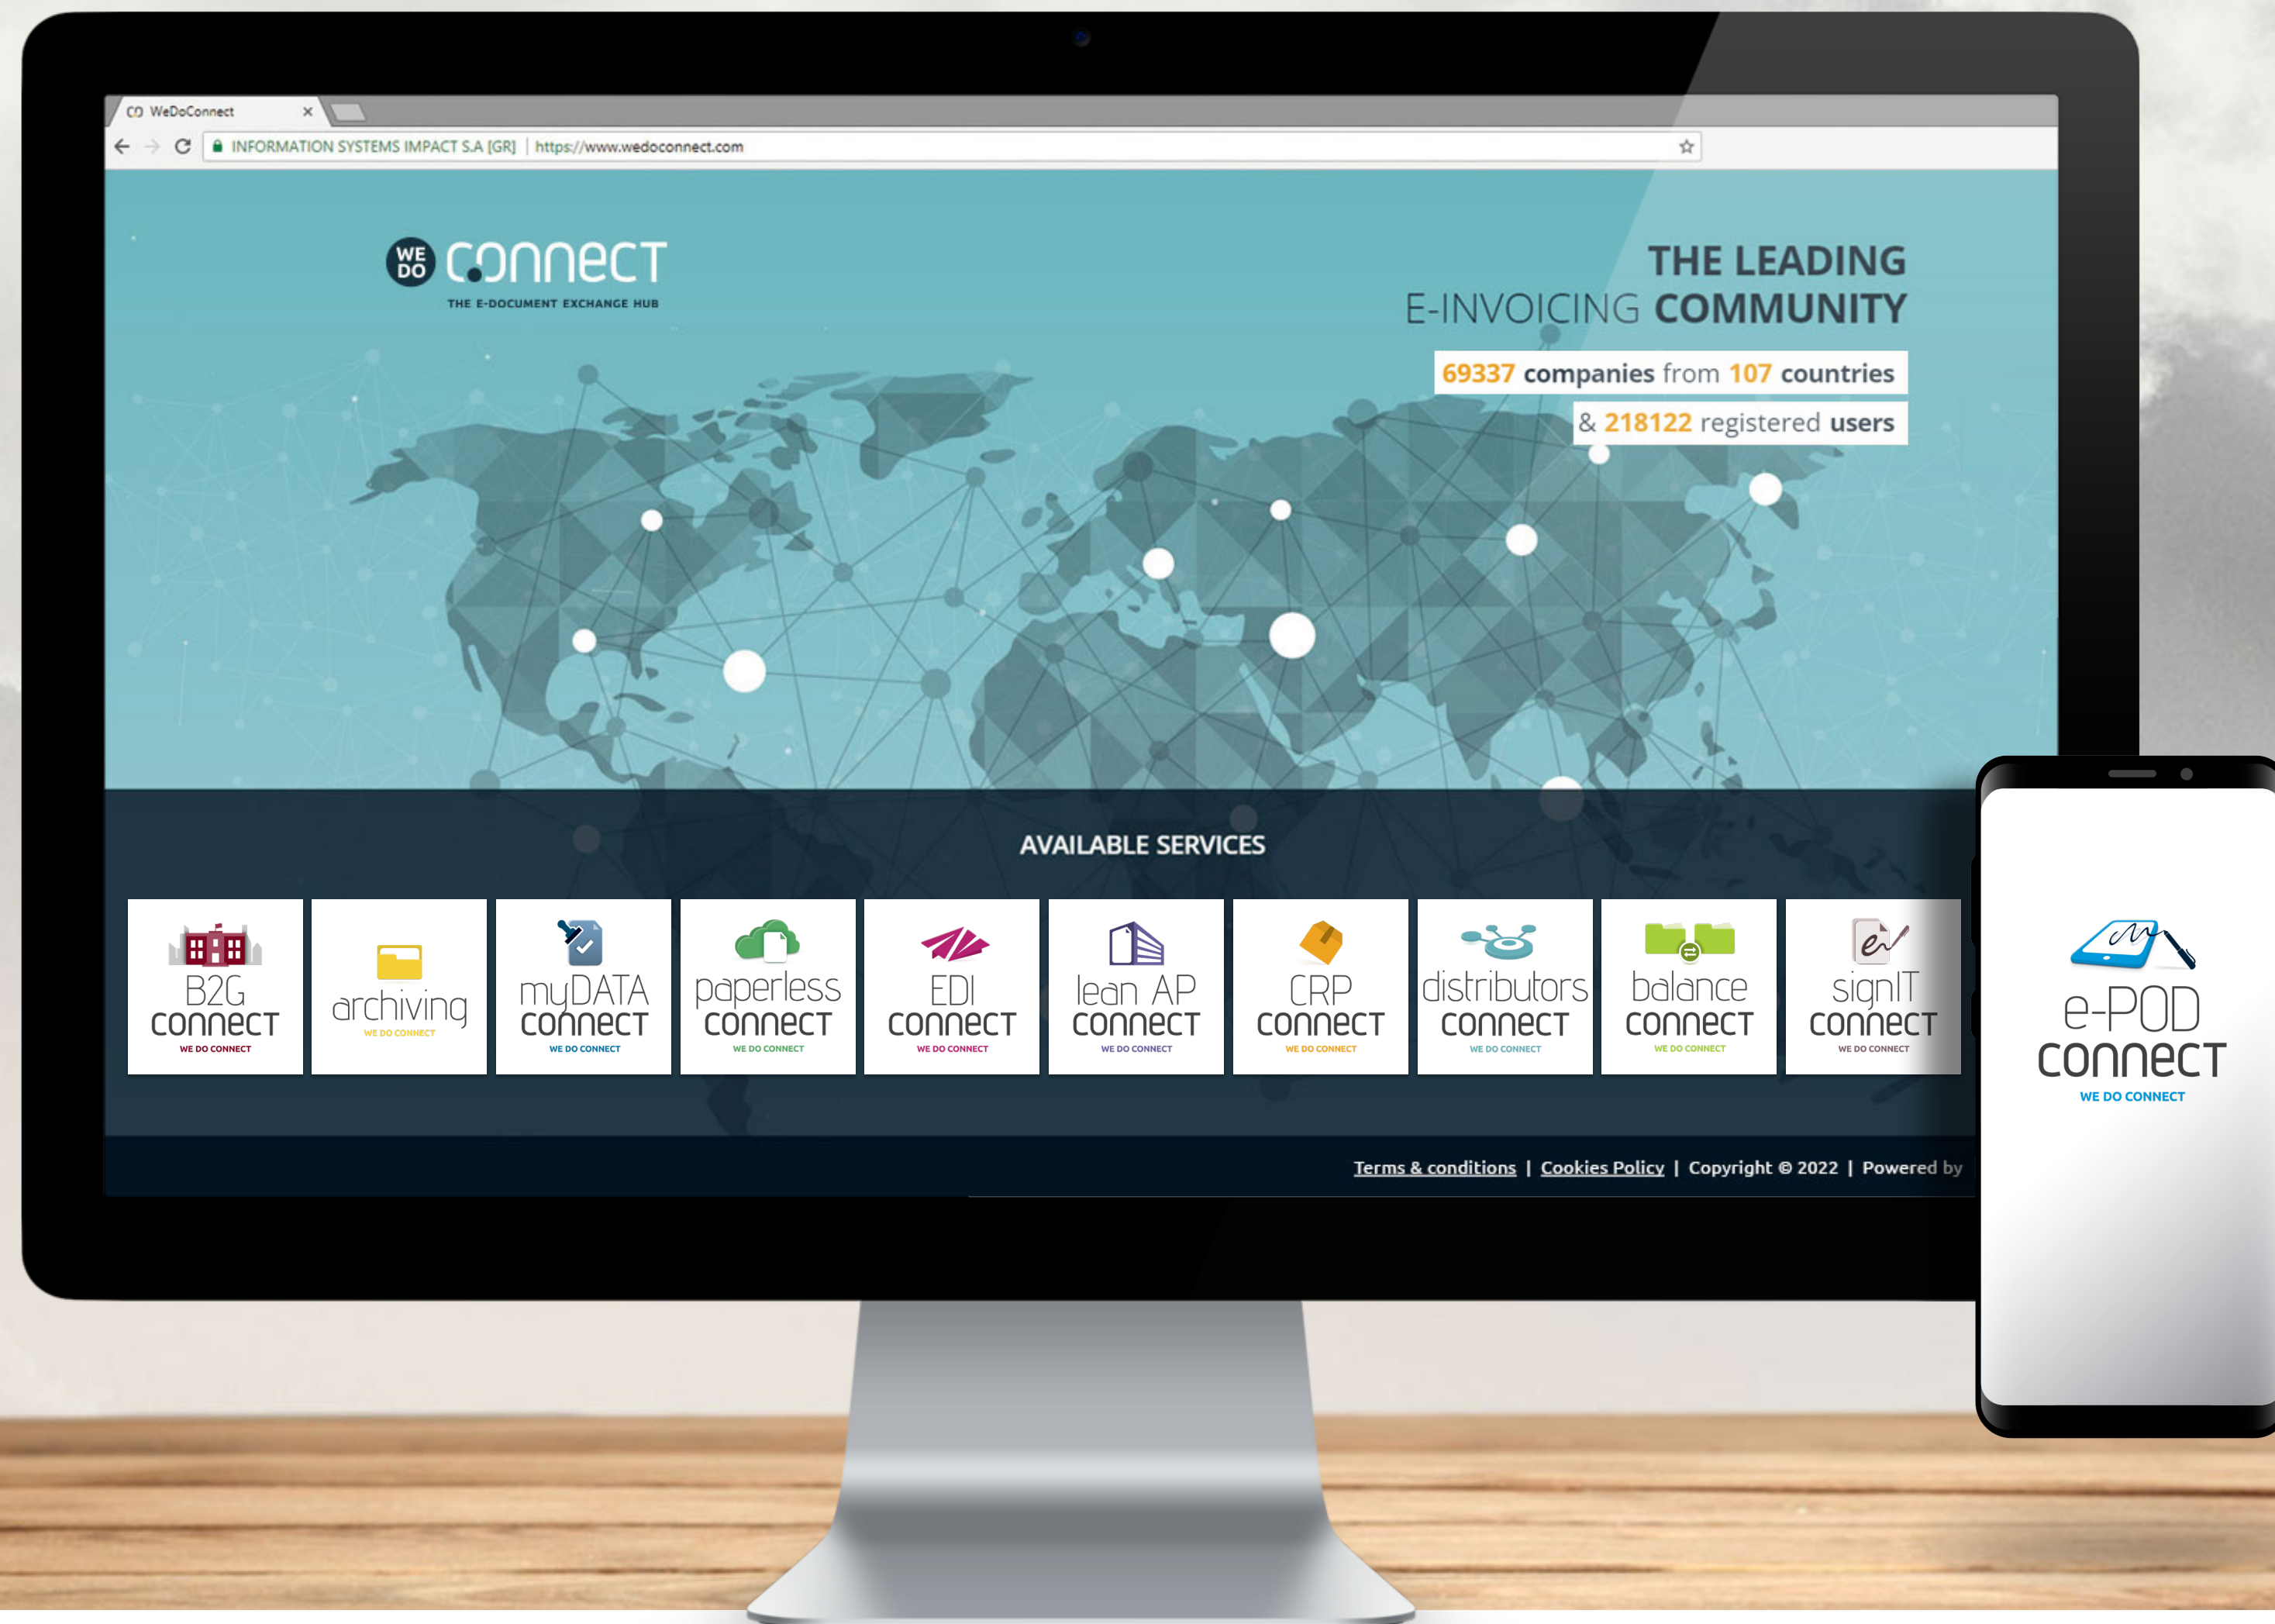 WeDoConnect
INFORMATION SYSTEMS IMPACT S.A [GR] | https://www.wedoconnect.com
WE DO connect
THE E-DOCUMENT EXCHANGE HUB
THE LEADING
E-INVOICING COMMUNITY
69337 companies from 107 countries
& 218122 registered users
AVAILABLE SERVICES
B2G
connect
WE DO CONNECT
archiving
WE DO CONNECT
myDATA
connect
WE DO CONNECT
paperless
connect
WE DO CONNECT
EDI
connect
WE DO CONNECT
lean AP
connect
WE DO CONNECT
CRP
connect
WE DO CONNECT
distributors
connect
WE DO CONNECT
balance
connect
WE DO CONNECT
signIT
connect
WE DO CONNECT
e-POD
connect
WE DO CONNECT
Terms & conditions | Cookies Policy | Copyright © 2022 | Powered by